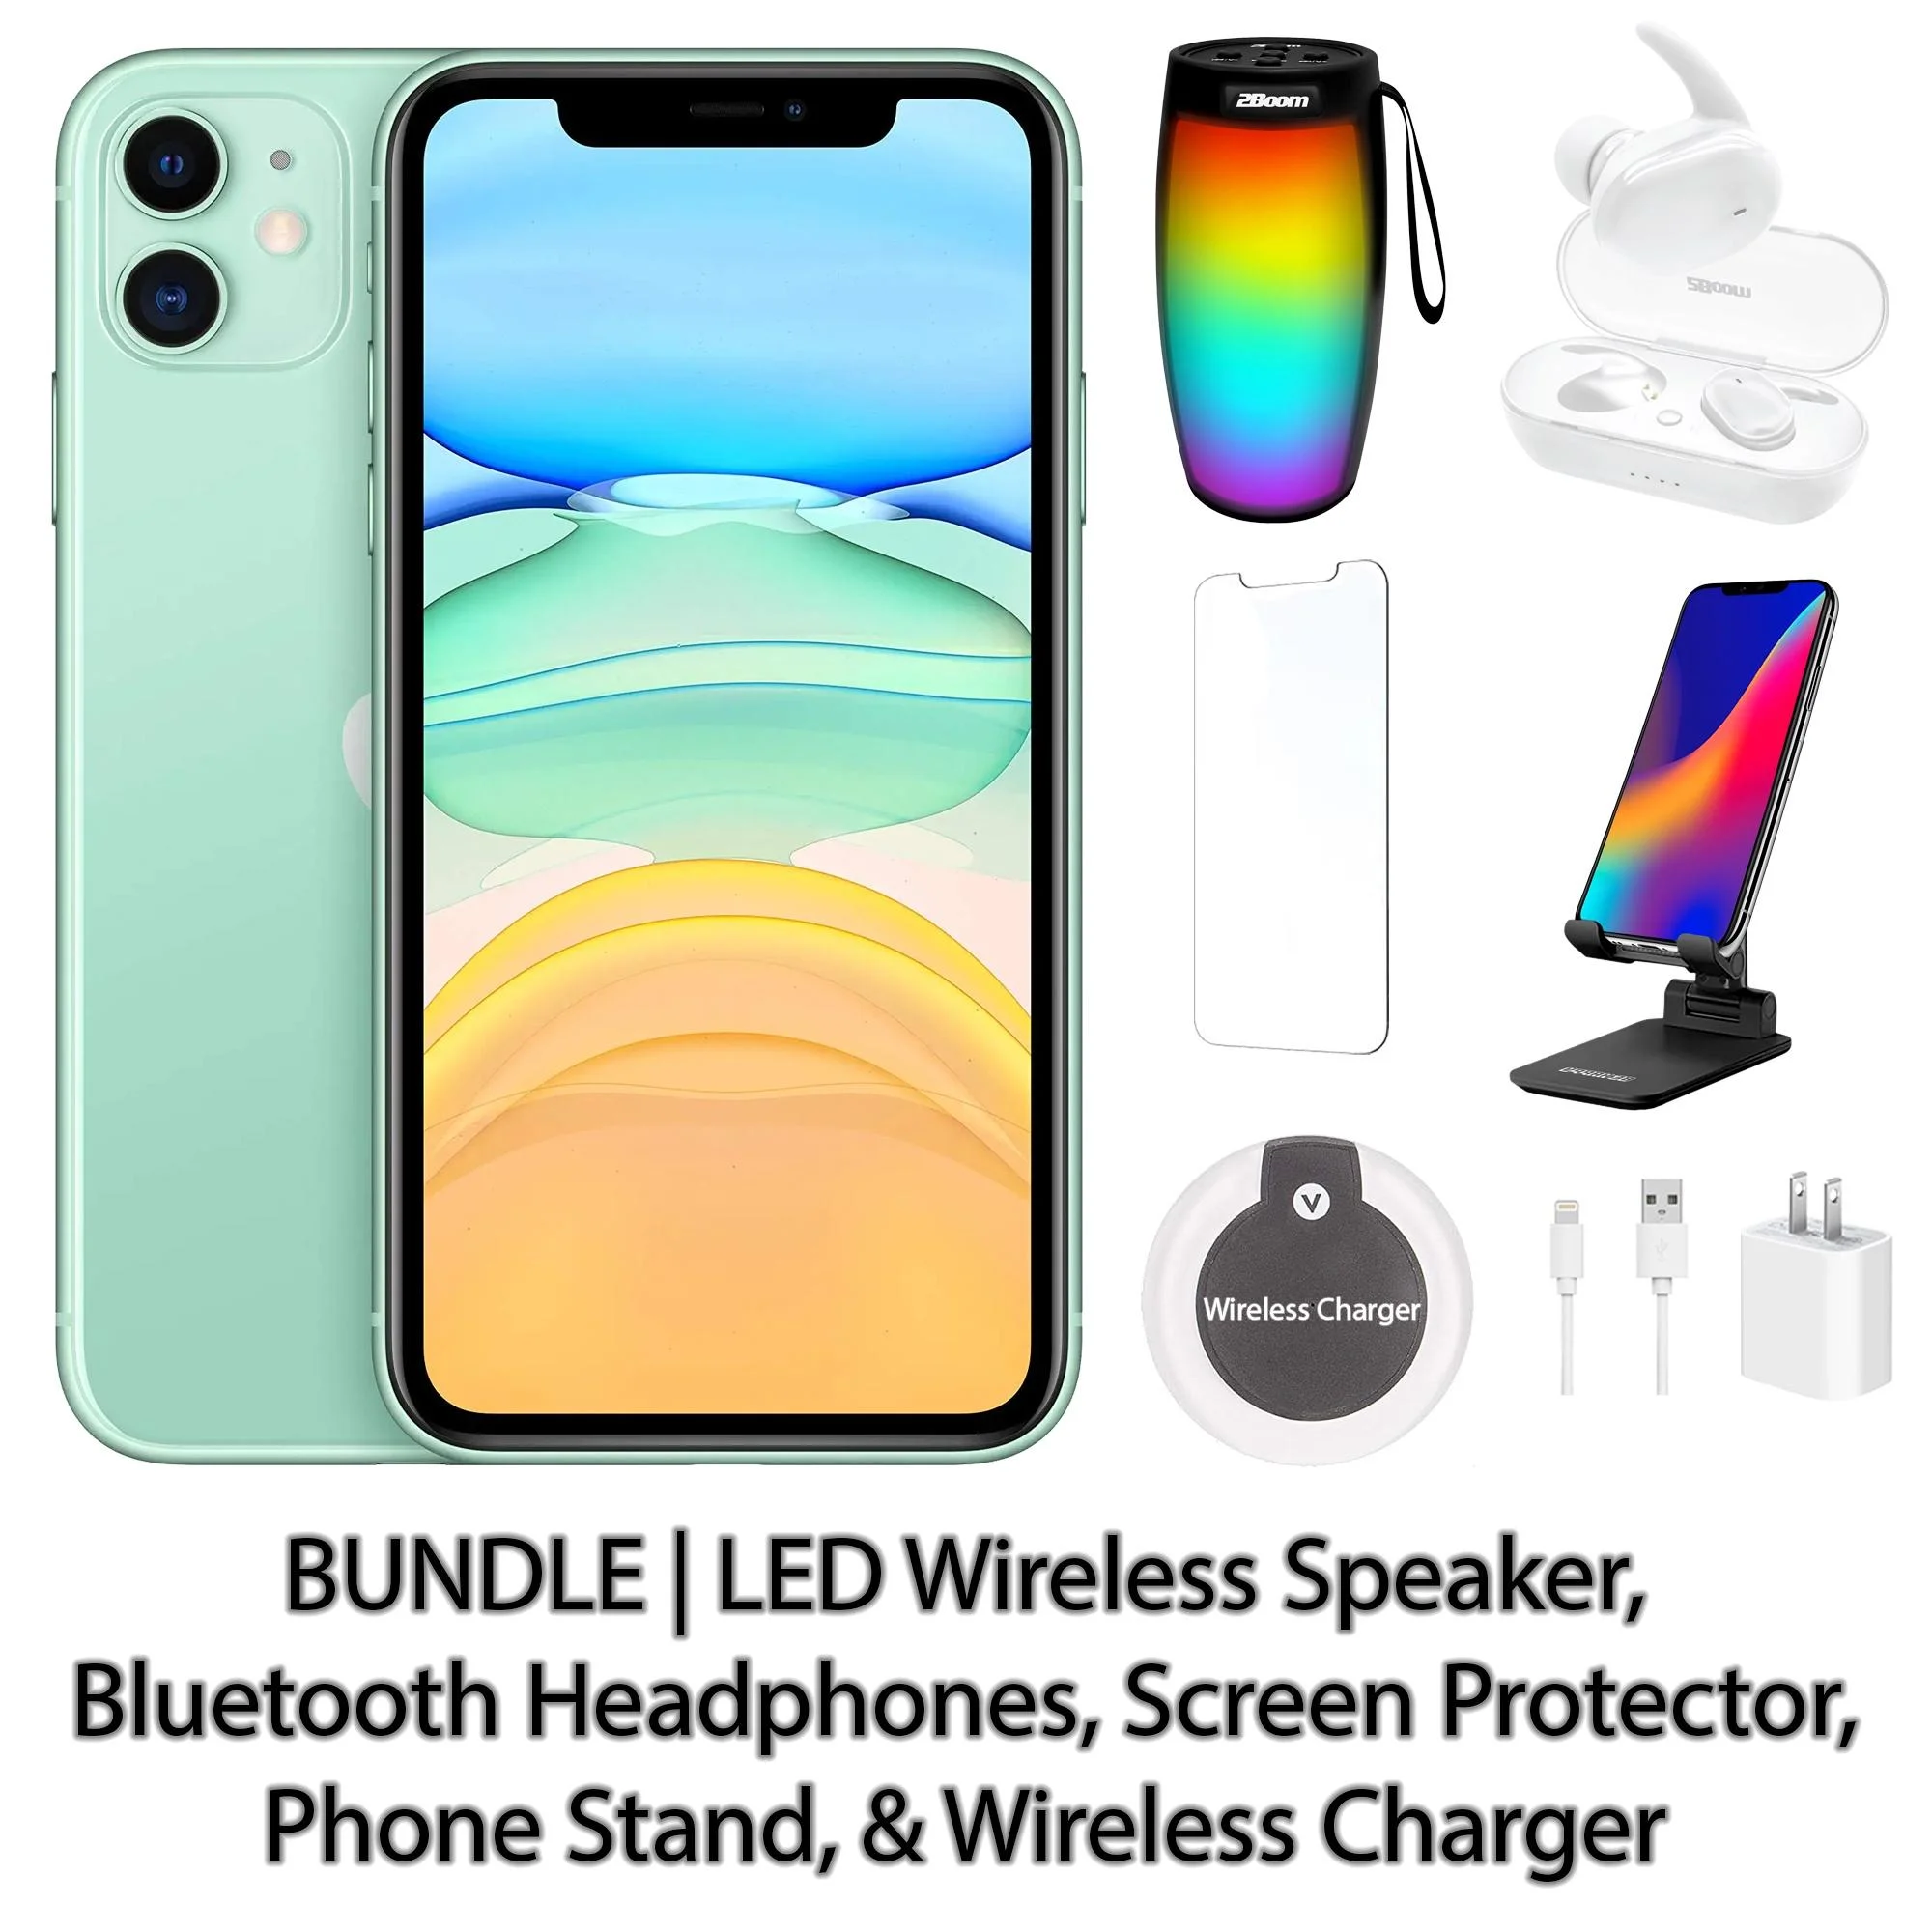 2Boom
2Boom
V
Wireless Charger
BUNDLE | LED Wireless Speaker,
Bluetooth Headphones, Screen Protector,
Phone Stand, & Wireless Charger